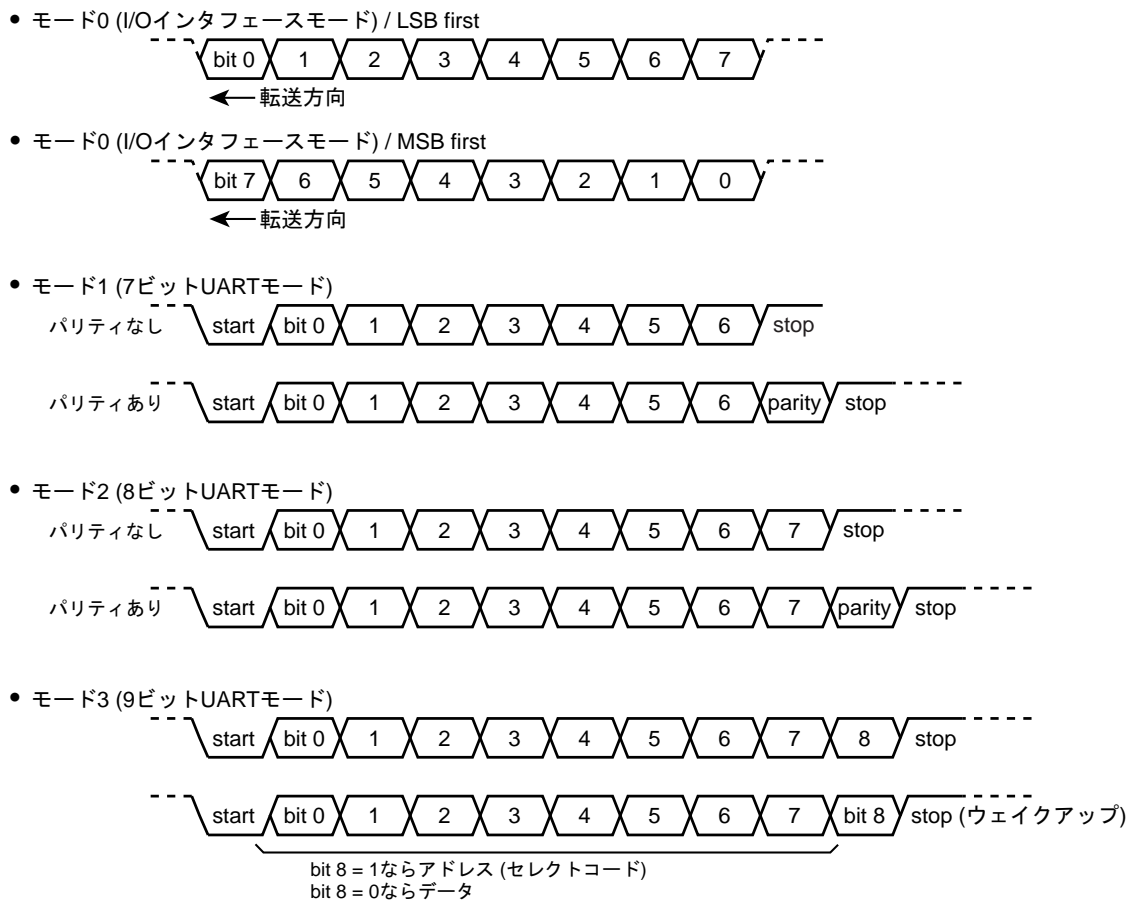 ● モード0 (I/Oインタフェースモード) / LSB first
bit 0 1 2 3 4 5 6 7
転送方向
● モード0 (I/Oインタフェースモード) / MSB first
bit 7 6 5 4 3 2 1 0
転送方向
● モード1 (7ビットUARTモード)
パリティなし start bit 0 1 2 3 4 5 6 stop
パリティあり start bit 0 1 2 3 4 5 6 parity stop
● モード2 (8ビットUARTモード)
パリティなし start bit 0 1 2 3 4 5 6 7 stop
パリティあり start bit 0 1 2 3 4 5 6 7 parity stop
● モード3 (9ビットUARTモード)
start bit 0 1 2 3 4 5 6 7 8 stop
start bit 0 1 2 3 4 5 6 7 bit 8 stop (ウェイクアップ)
bit 8 = 1ならアドレス (セレクトコード)
bit 8 = 0ならデータ